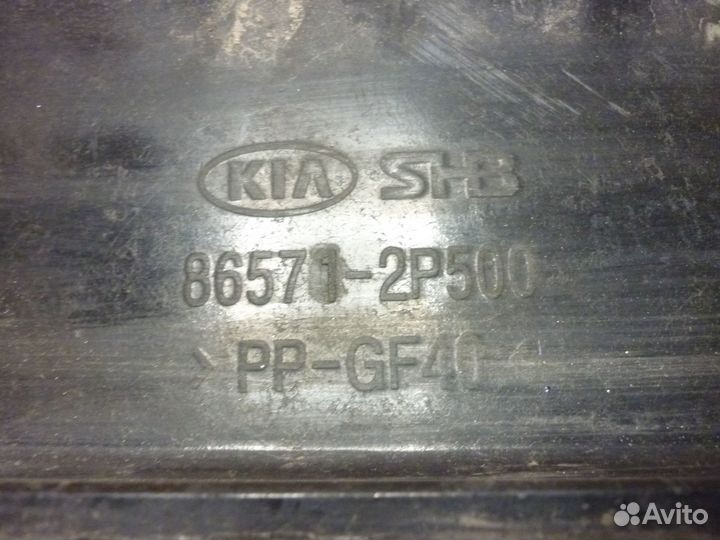 KIA SHB
86571-2P500
>PP-GF40<
Avito